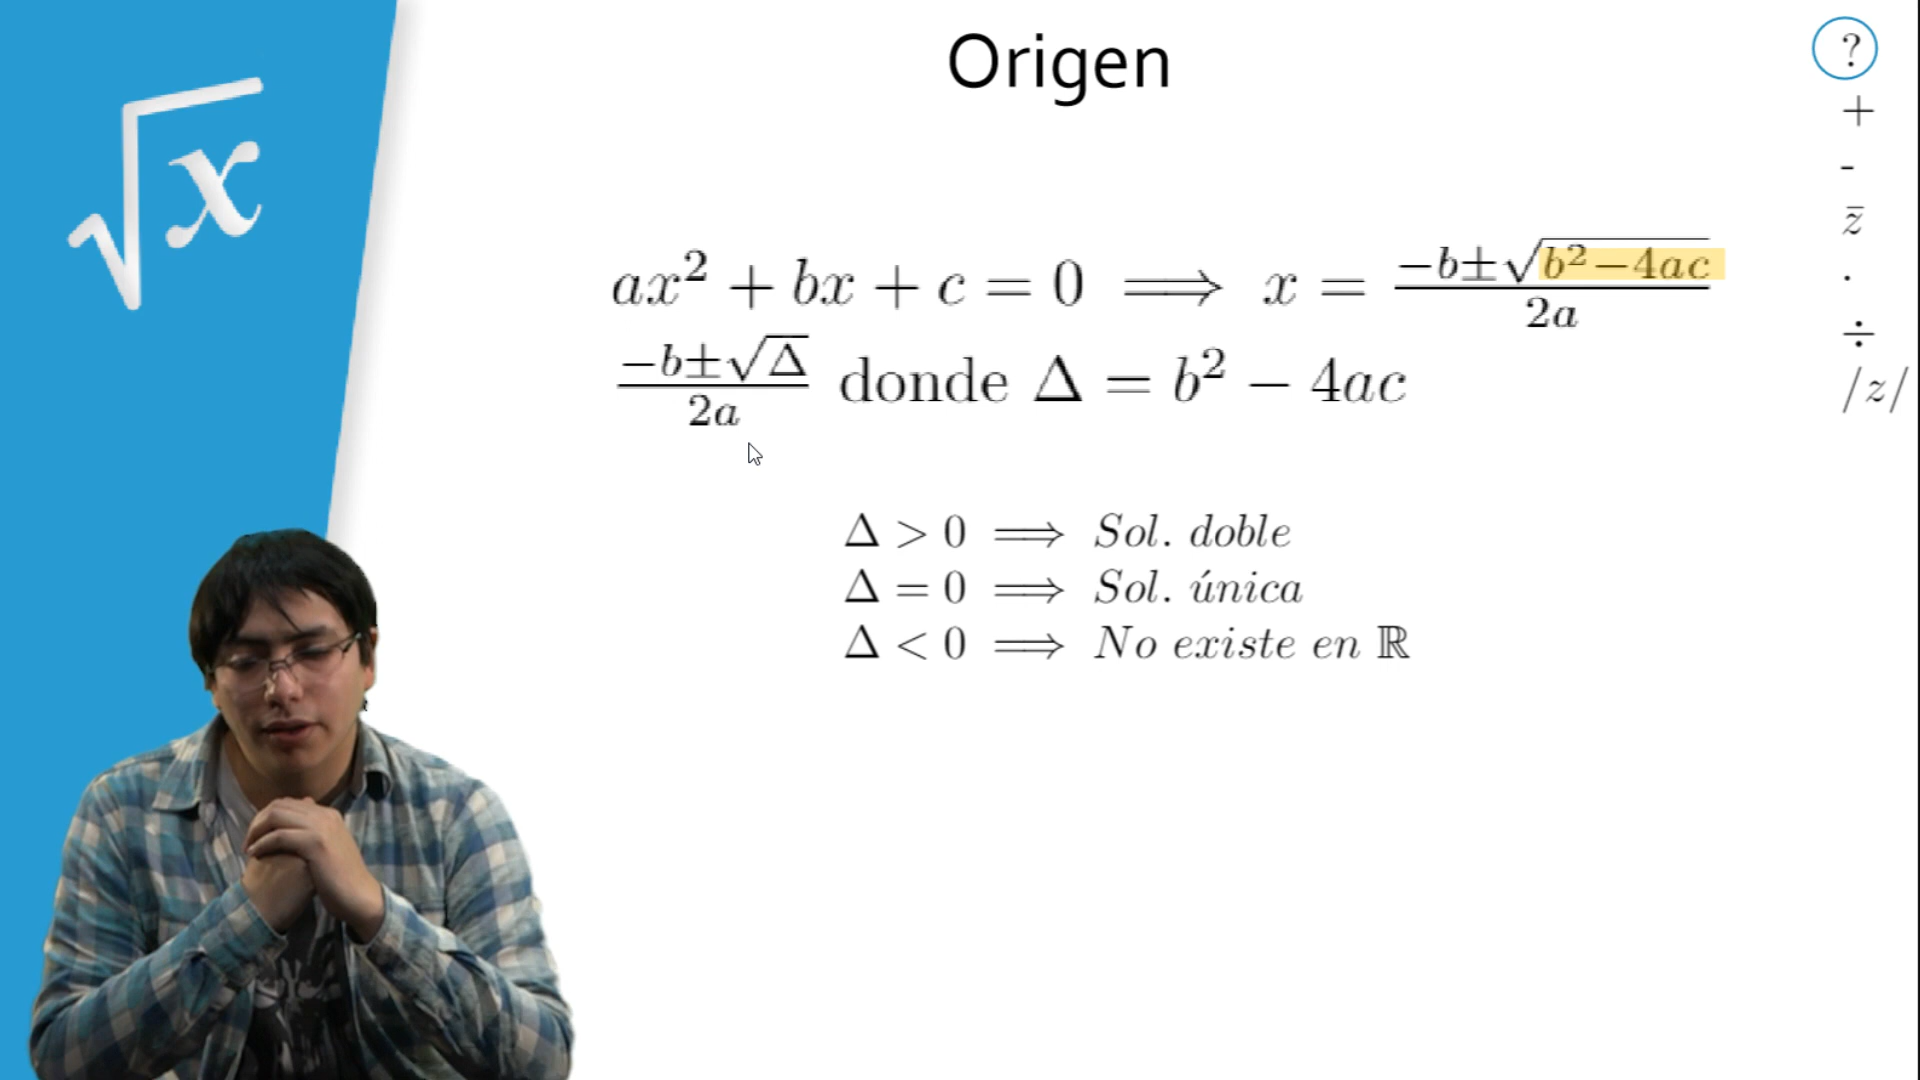 √x
Origen
ax² + bx + c = 0 ⟹ x = (−b±√(b²−4ac))/2a
(−b±√Δ)/2a donde Δ = b² − 4ac
Δ > 0 ⟹ Sol. doble
Δ = 0 ⟹ Sol. única
Δ < 0 ⟹ No existe en ℝ
?
+
-
z̄
·
÷
/z/